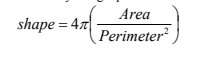 shape = 4π(Area / Perimeter²)